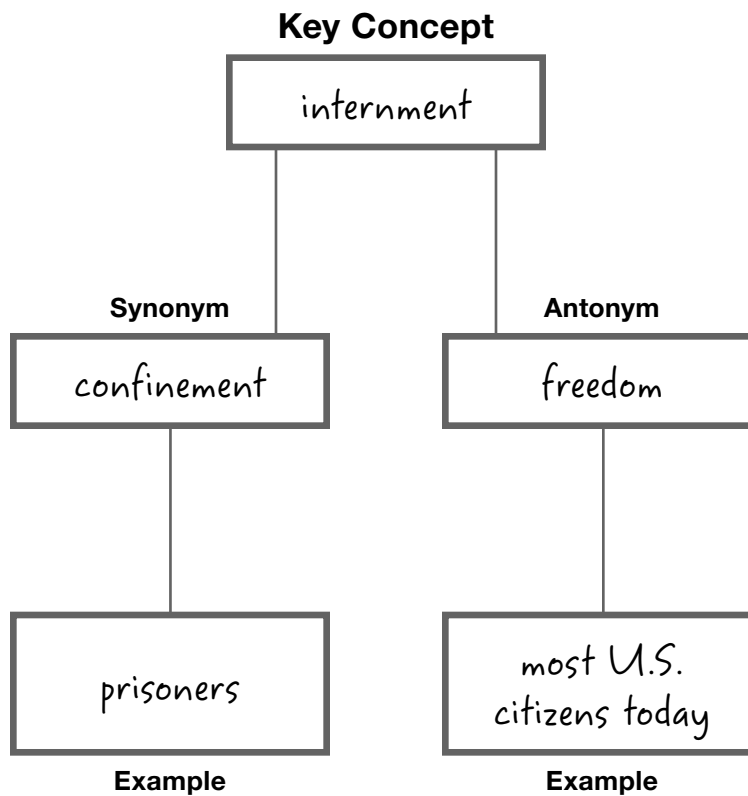 Key Concept
internment
Synonym
Antonym
confinement
freedom
prisoners
most U.S.
citizens today
Example
Example